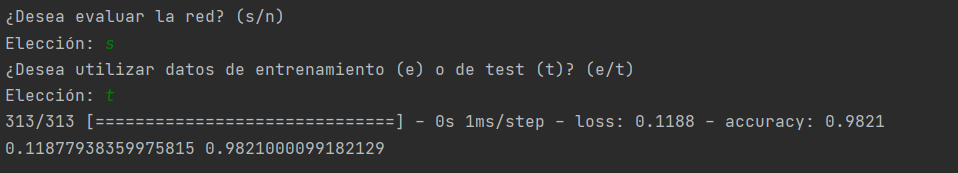 ¿Desea evaluar la red? (s/n)
Elección: s
¿Desea utilizar datos de entrenamiento (e) o de test (t)? (e/t)
Elección: t
313/313 [==============================] - 0s 1ms/step - loss: 0.1188 - accuracy: 0.9821
0.11877938359975815 0.9821000099182129